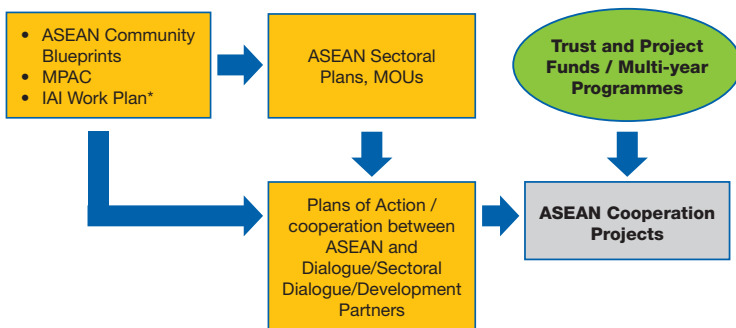 • ASEAN Community
Blueprints
• MPAC
• IAI Work Plan*
ASEAN Sectoral
Plans, MOUs
Trust and Project
Funds / Multi-year
Programmes
Plans of Action /
cooperation between
ASEAN and
Dialogue/Sectoral
Dialogue/Development
Partners
ASEAN Cooperation
Projects